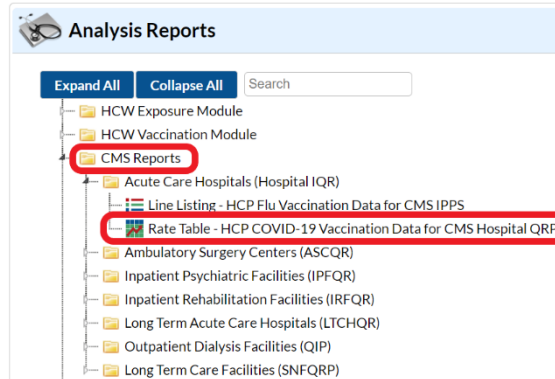 Analysis Reports
Expand All Collapse All Search
HCW Exposure Module
HCW Vaccination Module
CMS Reports
Acute Care Hospitals (Hospital IQR)
Line Listing - HCP Flu Vaccination Data for CMS IPPS
Rate Table - HCP COVID-19 Vaccination Data for CMS Hospital QRP
Ambulatory Surgery Centers (ASCQR)
Inpatient Psychiatric Facilities (IPFQR)
Inpatient Rehabilitation Facilities (IRFQR)
Long Term Acute Care Hospitals (LTCHQR)
Outpatient Dialysis Facilities (QIP)
Long Term Care Facilities (SNFQRP)